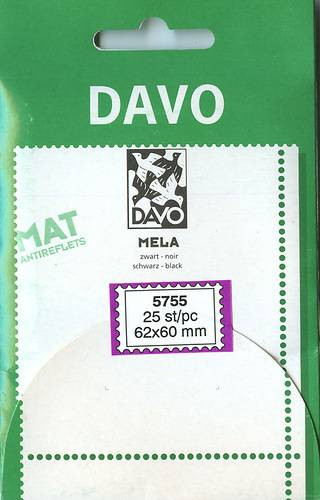 DAVO
DAVO
MELA
zwart - noir
schwarz - black
MAT
ANTIREFLETS
5755
25 st/pc
62x60 mm